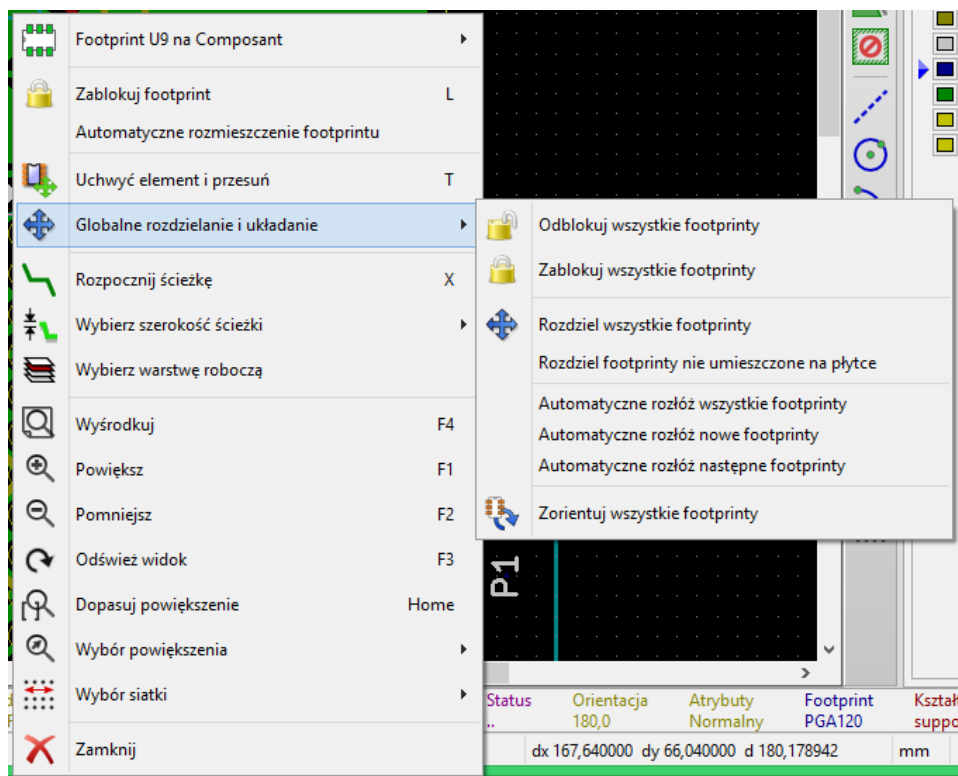 Footprint U9 na Composant
Zablokuj footprint L
Automatyczne rozmieszczenie footprintu
Uchwyć element i przesuń T
Globalne rozdzielanie i układanie
Rozpocznij ścieżkę X
Wybierz szerokość ścieżki
Wybierz warstwę roboczą
Wyśrodkuj F4
Powiększ F1
Pomniejsz F2
Odśwież widok F3
Dopasuj powiększenie Home
Wybór powiększenia
Wybór siatki
Zamknij
Odblokuj wszystkie footprinty
Zablokuj wszystkie footprinty
Rozdziel wszystkie footprinty
Rozdziel footprinty nie umieszczone na płytce
Automatyczne rozłóż wszystkie footprinty
Automatyczne rozłóż nowe footprinty
Automatyczne rozłóż następne footprinty
Zorientuj wszystkie footprinty
P1
Status Orientacja Atrybuty Footprint Kształ
.. 180,0 Normalny PGA120 suppo
dx 167,640000 dy 66,040000 d 180,178942 mm